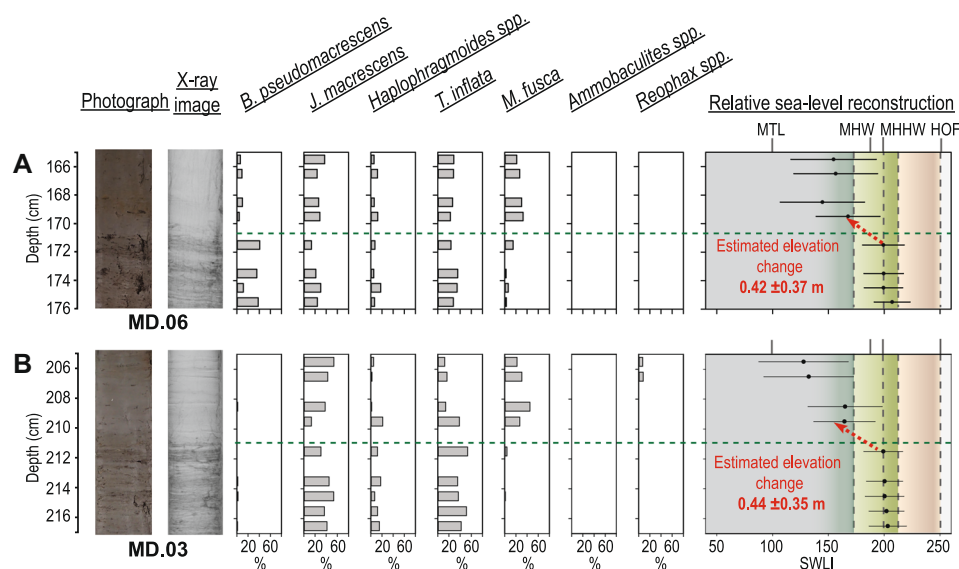 Photograph
X-ray
image
B. pseudomacrescens
J. macrescens
Haplophragmoides spp.
T. inflata
M. fusca
Ammobaculites spp.
Reophax spp.
Relative sea-level reconstruction
MTL MHW MHHW HOF
A
Depth (cm)
166
168
170
172
174
176
Estimated elevation
change
0.42 ±0.37 m
MD.06
B
Depth (cm)
206
208
210
212
214
216
Estimated elevation
change
0.44 ±0.35 m
MD.03
20 60 20 60 20 60 20 60 20 60 20 60 20 60 50 100 150 200 250
% % % % % % % SWLI